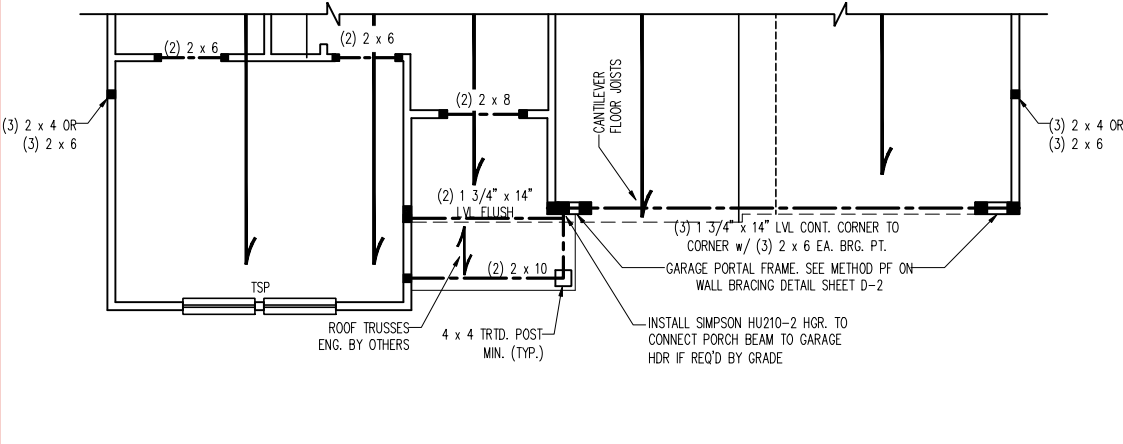 (2) 2 x 6
(2) 2 x 6
(2) 2 x 8
CANTILEVER
FLOOR JOISTS
(3) 2 x 4 OR
(3) 2 x 6
(3) 2 x 4 OR
(3) 2 x 6
(2) 1 3/4" x 14"
LVL FLUSH
(3) 1 3/4" x 14" LVL CONT. CORNER TO
CORNER w/ (3) 2 x 6 EA. BRG. PT.
(2) 2 x 10
GARAGE PORTAL FRAME. SEE METHOD PF ON
WALL BRACING DETAIL SHEET D-2
TSP
ROOF TRUSSES
ENG. BY OTHERS
4 x 4 TRTD. POST
MIN. (TYP.)
INSTALL SIMPSON HU210-2 HGR. TO
CONNECT PORCH BEAM TO GARAGE
HDR IF REQ'D BY GRADE